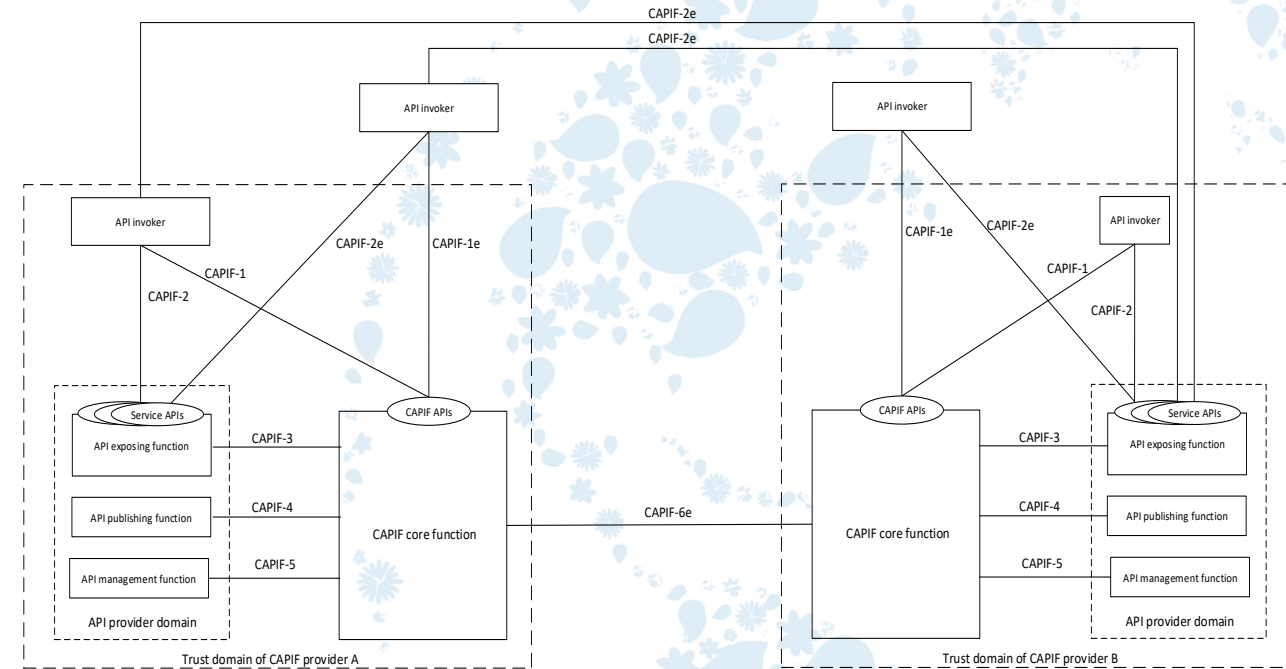 CAPIF-2e
CAPIF-2e
API invoker
API invoker
API invoker
API invoker
CAPIF-2e
CAPIF-1e
CAPIF-1e
CAPIF-2e
CAPIF-1
CAPIF-1
CAPIF-2
CAPIF-2
Service APIs
CAPIF APIs
CAPIF APIs
Service APIs
API exposing function
CAPIF-3
CAPIF-3
API exposing function
API publishing function
CAPIF-4
CAPIF-6e
CAPIF-4
API publishing function
CAPIF core function
CAPIF core function
API management function
CAPIF-5
CAPIF-5
API management function
API provider domain
API provider domain
Trust domain of CAPIF provider A
Trust domain of CAPIF provider B